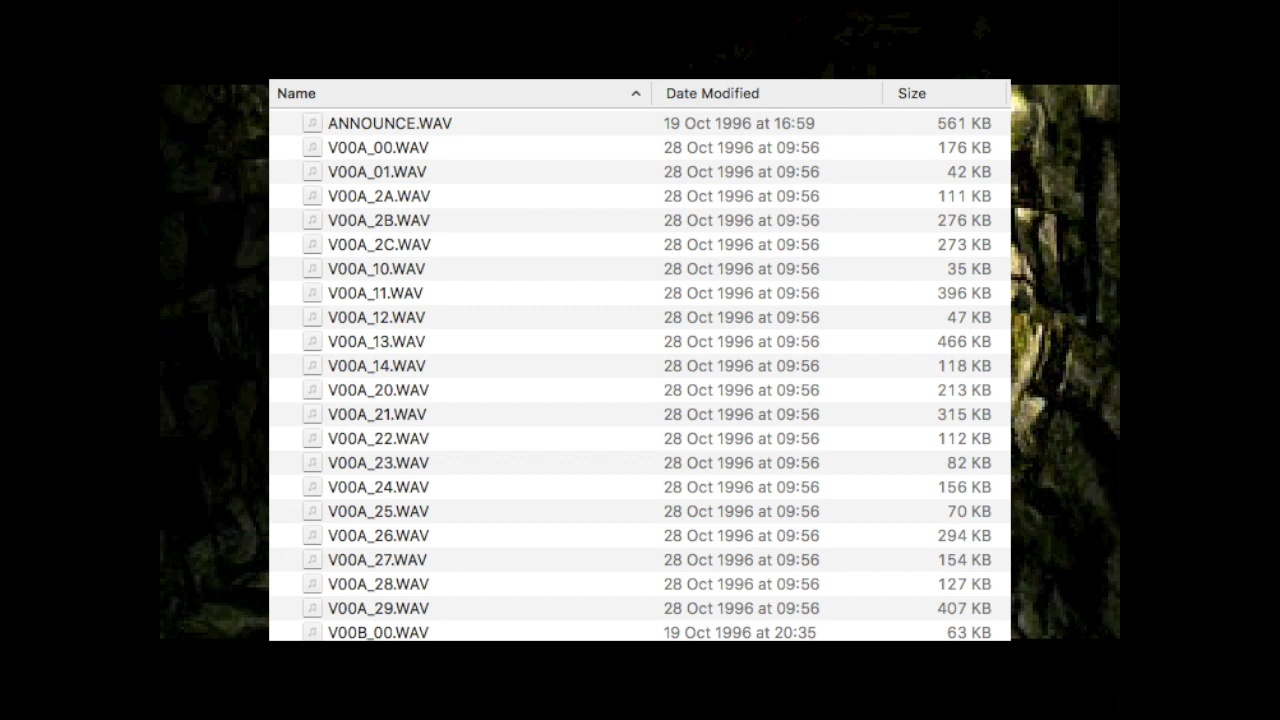 Name Date Modified Size
ANNOUNCE.WAV 19 Oct 1996 at 16:59 561 KB
V00A_00.WAV 28 Oct 1996 at 09:56 176 KB
V00A_01.WAV 28 Oct 1996 at 09:56 42 KB
V00A_2A.WAV 28 Oct 1996 at 09:56 111 KB
V00A_2B.WAV 28 Oct 1996 at 09:56 276 KB
V00A_2C.WAV 28 Oct 1996 at 09:56 273 KB
V00A_10.WAV 28 Oct 1996 at 09:56 35 KB
V00A_11.WAV 28 Oct 1996 at 09:56 396 KB
V00A_12.WAV 28 Oct 1996 at 09:56 47 KB
V00A_13.WAV 28 Oct 1996 at 09:56 466 KB
V00A_14.WAV 28 Oct 1996 at 09:56 118 KB
V00A_20.WAV 28 Oct 1996 at 09:56 213 KB
V00A_21.WAV 28 Oct 1996 at 09:56 315 KB
V00A_22.WAV 28 Oct 1996 at 09:56 112 KB
V00A_23.WAV 28 Oct 1996 at 09:56 82 KB
V00A_24.WAV 28 Oct 1996 at 09:56 156 KB
V00A_25.WAV 28 Oct 1996 at 09:56 70 KB
V00A_26.WAV 28 Oct 1996 at 09:56 294 KB
V00A_27.WAV 28 Oct 1996 at 09:56 154 KB
V00A_28.WAV 28 Oct 1996 at 09:56 127 KB
V00A_29.WAV 28 Oct 1996 at 09:56 407 KB
V00B_00.WAV 19 Oct 1996 at 20:35 63 KB